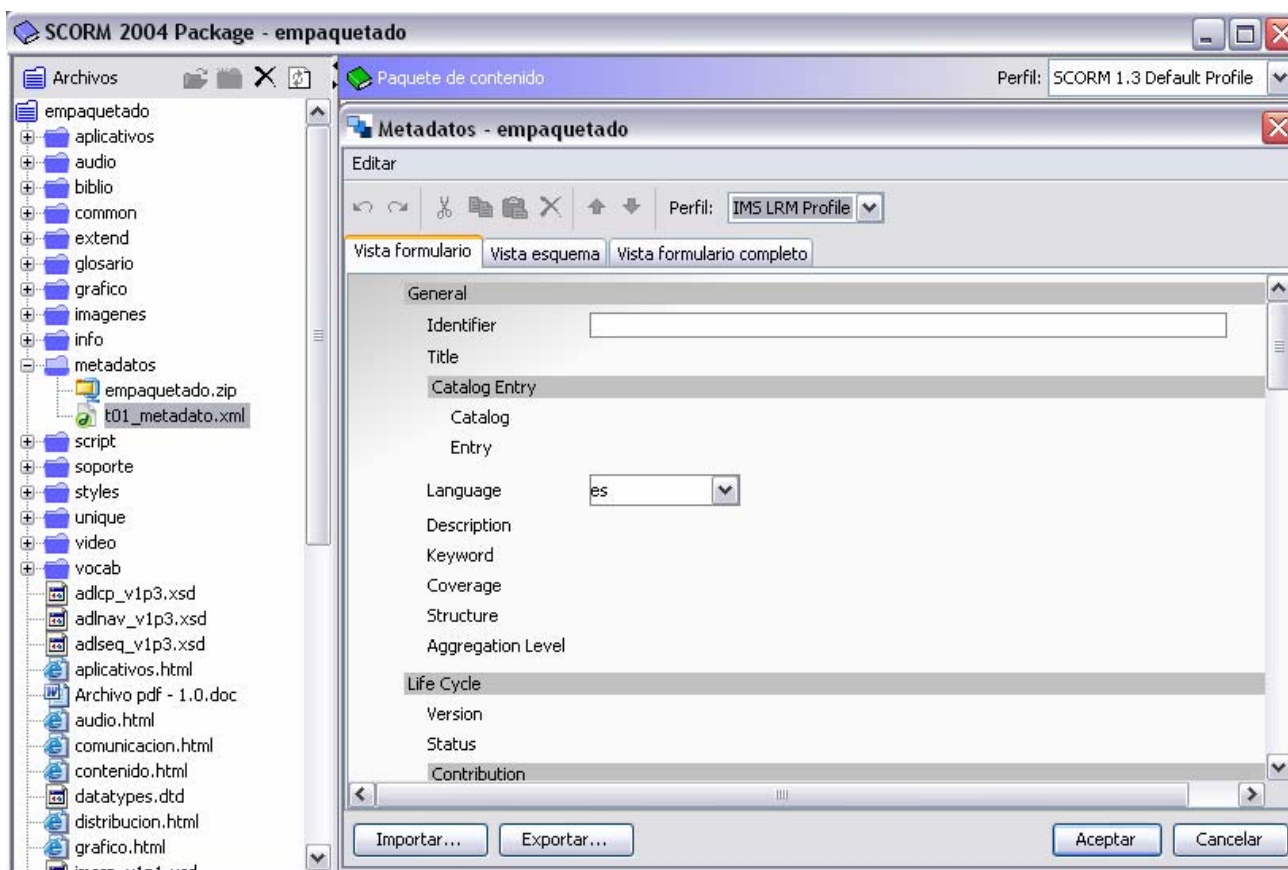 SCORM 2004 Package - empaquetado
Archivos
Paquete de contenido
Perfil: SCORM 1.3 Default Profile
empaquetado
aplicativos
audio
biblio
common
extend
glosario
grafico
imagenes
info
metadatos
empaquetado.zip
t01_metadato.xml
script
soporte
styles
unique
video
vocab
adlcp_v1p3.xsd
adlnav_v1p3.xsd
adlseq_v1p3.xsd
aplicativos.html
Archivo pdf - 1.0.doc
audio.html
comunicacion.html
contenido.html
datatypes.dtd
distribucion.html
grafico.html
Metadatos - empaquetado
Editar
Perfil: IMS LRM Profile
Vista formulario Vista esquema Vista formulario completo
General
Identifier
Title
Catalog Entry
Catalog
Entry
Language es
Description
Keyword
Coverage
Structure
Aggregation Level
Life Cycle
Version
Status
Contribution
Importar... Exportar... Aceptar Cancelar